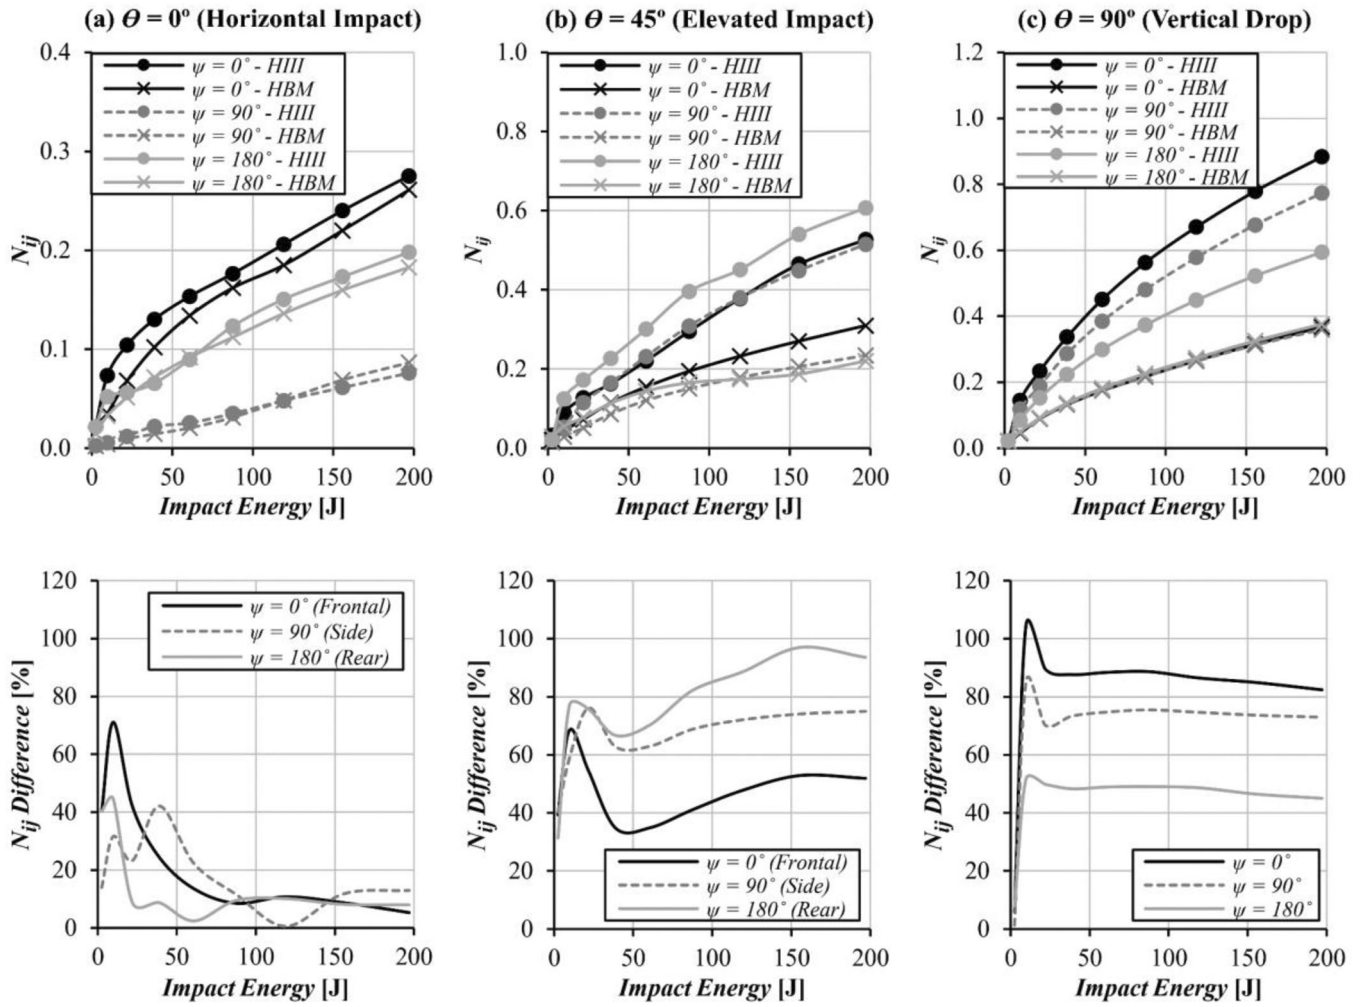 (a) ϴ = 0º (Horizontal Impact)
0.4
0.3
0.2
0.1
0.0
N_ij
ψ = 0˚ - HIII
ψ = 0˚ - HBM
ψ = 90˚ - HIII
ψ = 90˚ - HBM
ψ = 180˚ - HIII
ψ = 180˚ - HBM
0 50 100 150 200
Impact Energy [J]
(b) ϴ = 45º (Elevated Impact)
1.0
0.8
0.6
0.4
0.2
0.0
N_ij
ψ = 0˚ - HIII
ψ = 0˚ - HBM
ψ = 90˚ - HIII
ψ = 90˚ - HBM
ψ = 180˚ - HIII
ψ = 180˚ - HBM
0 50 100 150 200
Impact Energy [J]
(c) ϴ = 90º (Vertical Drop)
1.2
1.0
0.8
0.6
0.4
0.2
0.0
N_ij
ψ = 0˚ - HIII
ψ = 0˚ - HBM
ψ = 90˚ - HIII
ψ = 90˚ - HBM
ψ = 180˚ - HIII
ψ = 180˚ - HBM
0 50 100 150 200
Impact Energy [J]
120
100
80
60
40
20
0
N_ij Difference [%]
ψ = 0˚ (Frontal)
ψ = 90˚ (Side)
ψ = 180˚ (Rear)
0 50 100 150 200
Impact Energy [J]
120
100
80
60
40
20
0
N_ij Difference [%]
ψ = 0˚ (Frontal)
ψ = 90˚ (Side)
ψ = 180˚ (Rear)
0 50 100 150 200
Impact Energy [J]
120
100
80
60
40
20
0
N_ij Difference [%]
ψ = 0˚
ψ = 90˚
ψ = 180˚
0 50 100 150 200
Impact Energy [J]